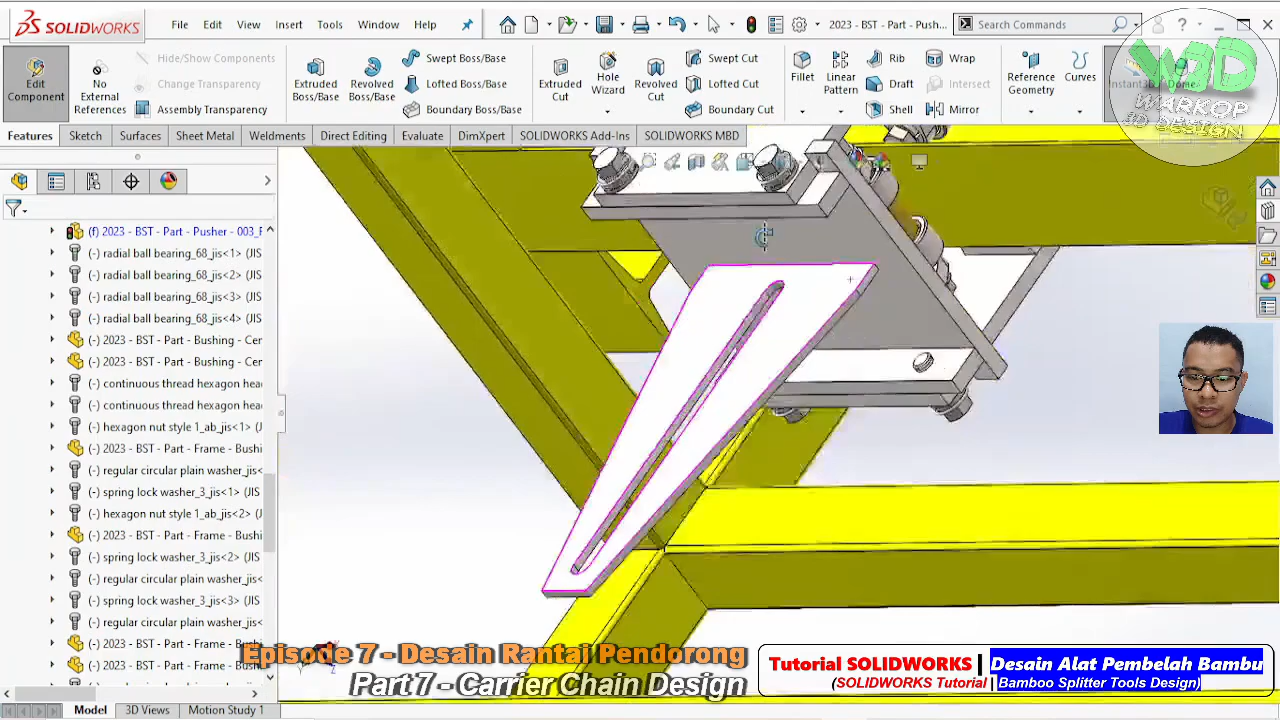 SOLIDWORKS File Edit View Insert Tools Window Help 2023 - BST - Part - Push... Search Commands
Edit Component
No External References
Hide/Show Components
Change Transparency
Assembly Transparency
Extruded Boss/Base
Revolved Boss/Base
Swept Boss/Base
Lofted Boss/Base
Boundary Boss/Base
Extruded Cut
Hole Wizard
Revolved Cut
Swept Cut
Lofted Cut
Boundary Cut
Fillet
Linear Pattern
Rib
Draft
Shell
Wrap
Intersect
Mirror
Reference Geometry
Curves
Instant3D
W3D
WARKOP
3D DESIGN
Features Sketch Surfaces Sheet Metal Weldments Direct Editing Evaluate DimXpert SOLIDWORKS Add-Ins SOLIDWORKS MBD
(f) 2023 - BST - Part - Pusher - 003_F
(-) radial ball bearing_68_jis<1> (JIS
(-) radial ball bearing_68_jis<2> (JIS
(-) radial ball bearing_68_jis<3> (JIS
(-) radial ball bearing_68_jis<4> (JIS
(-) 2023 - BST - Part - Bushing - Cer
(-) 2023 - BST - Part - Bushing - Cer
(-) continuous thread hexagon head
(-) continuous thread hexagon head
(-) hexagon nut style 1_ab_jis<1> (J
(-) 2023 - BST - Part - Frame - Bushi
(-) regular circular plain washer_jis<
(-) spring lock washer_3_jis<1> (JIS
(-) hexagon nut style 1_ab_jis<2> (J
(-) 2023 - BST - Part - Frame - Bushi
(-) spring lock washer_3_jis<2> (JIS
(-) regular circular plain washer_jis<
(-) spring lock washer_3_jis<3> (JIS
(-) regular circular plain washer_jis<
(-) 2023 - BST - Part - Frame - Bushi
(-) 2023 - BST - Part - Frame - Bushi
Episode 7 - Desain Rantai Pendorong
Part 7 - Carrier Chain Design
Tutorial SOLIDWORKS | Desain Alat Pembelah Bambu
(SOLIDWORKS Tutorial | Bamboo Splitter Tools Design)
Model 3D Views Motion Study 1